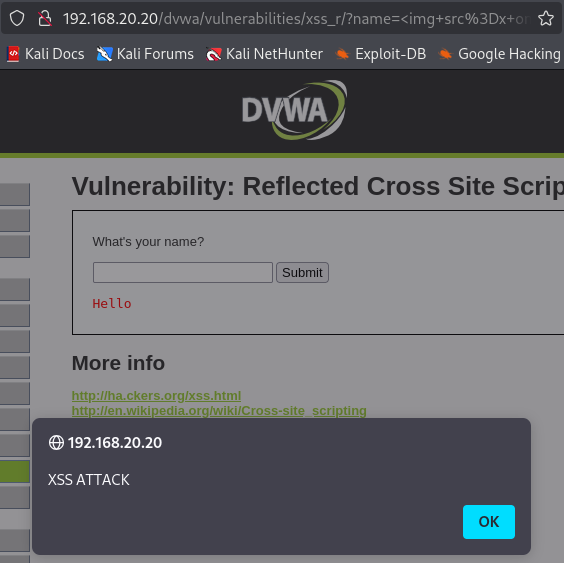 192.168.20.20/dvwa/vulnerabilities/xss_r/?name=<img+src%3Dx+or
Kali Docs Kali Forums Kali NetHunter Exploit-DB Google Hacking
DVWA
Vulnerability: Reflected Cross Site Scrip
What's your name?
Submit
Hello
More info
http://ha.ckers.org/xss.html
http://en.wikipedia.org/wiki/Cross-site_scripting
192.168.20.20
XSS ATTACK
OK